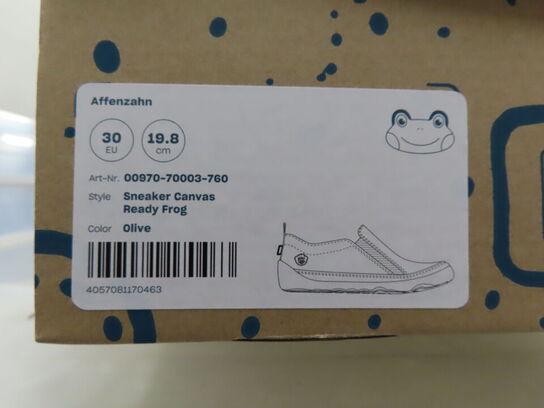 Affenzahn
30
EU
19.8
cm
Art-Nr. 00970-70003-760
Style Sneaker Canvas
Ready Frog
Color Olive
4057081170463